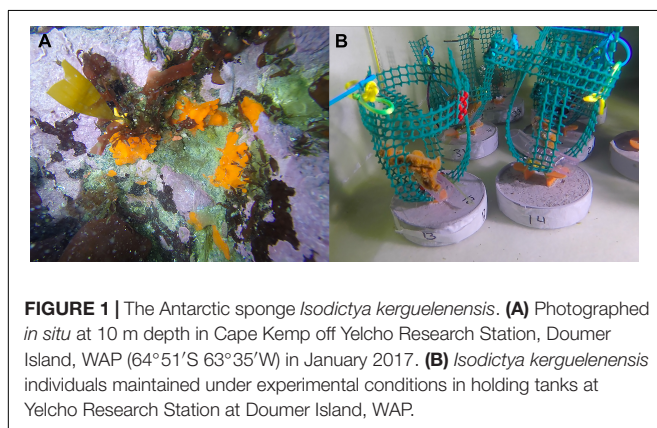 A
B
13
14
FIGURE 1 | The Antarctic sponge Isodictya kerguelenensis. (A) Photographed
in situ at 10 m depth in Cape Kemp off Yelcho Research Station, Doumer
Island, WAP (64°51′S 63°35′W) in January 2017. (B) Isodictya kerguelenensis
individuals maintained under experimental conditions in holding tanks at
Yelcho Research Station at Doumer Island, WAP.